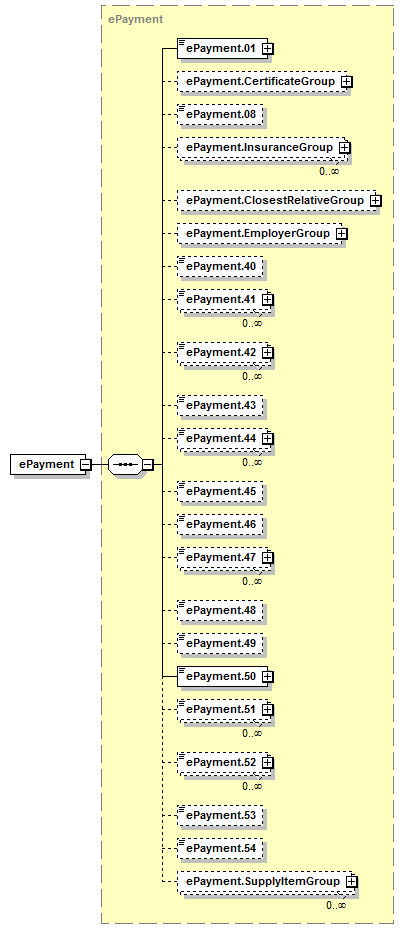 ePayment
ePayment.01
ePayment.CertificateGroup
ePayment.08
ePayment.InsuranceGroup
0..∞
ePayment.ClosestRelativeGroup
ePayment.EmployerGroup
ePayment.40
ePayment.41
0..∞
ePayment.42
0..∞
ePayment.43
ePayment.44
0..∞
ePayment
ePayment.45
ePayment.46
ePayment.47
0..∞
ePayment.48
ePayment.49
ePayment.50
ePayment.51
0..∞
ePayment.52
0..∞
ePayment.53
ePayment.54
ePayment.SupplyItemGroup
0..∞